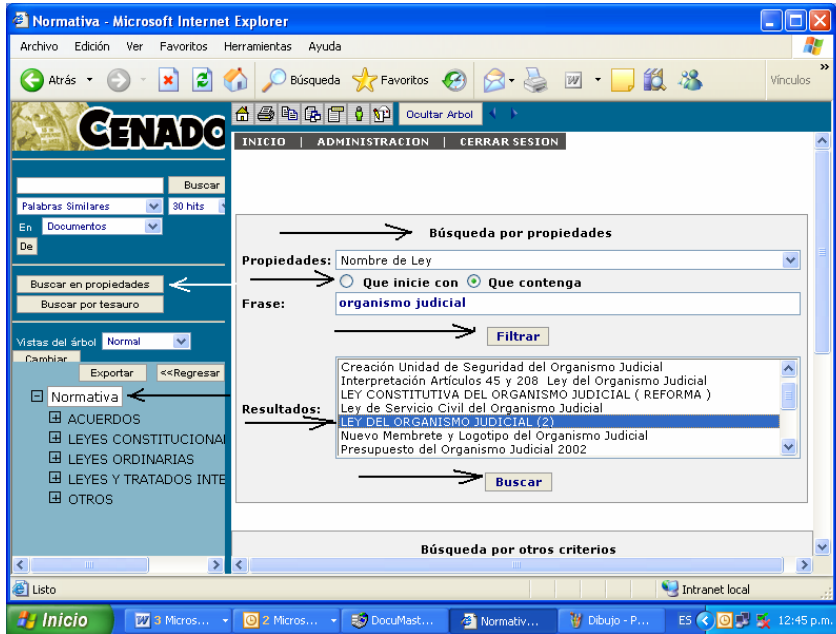 Normativa - Microsoft Internet Explorer
Archivo Edición Ver Favoritos Herramientas Ayuda
Atrás Búsqueda Favoritos Vínculos
CENADO
Ocultar Arbol
INICIO | ADMINISTRACION | CERRAR SESION
Buscar
Palabras Similares 30 hits
En Documentos
De
Buscar en propiedades
Buscar por tesauro
Vistas del árbol Normal
Cambiar
Exportar <<Regresar
Normativa
ACUERDOS
LEYES CONSTITUCIONAL
LEYES ORDINARIAS
LEYES Y TRATADOS INTE
OTROS
Búsqueda por propiedades
Propiedades: Nombre de Ley
Que inicie con Que contenga
Frase: organismo judicial
Filtrar
Resultados:
Creación Unidad de Seguridad del Organismo Judicial
Interpretación Artículos 45 y 208 Ley del Organismo Judicial
LEY CONSTITUTIVA DEL ORGANISMO JUDICIAL ( REFORMA )
Ley de Servicio Civil del Organismo Judicial
LEY DEL ORGANISMO JUDICIAL (2)
Nuevo Membrete y Logotipo del Organismo Judicial
Presupuesto del Organismo Judicial 2002
Buscar
Búsqueda por otros criterios
Listo Intranet local
Inicio 3 Micros... 2 Micros... DocuMast... Normativ... Dibujo - P... ES 12:45 p.m.